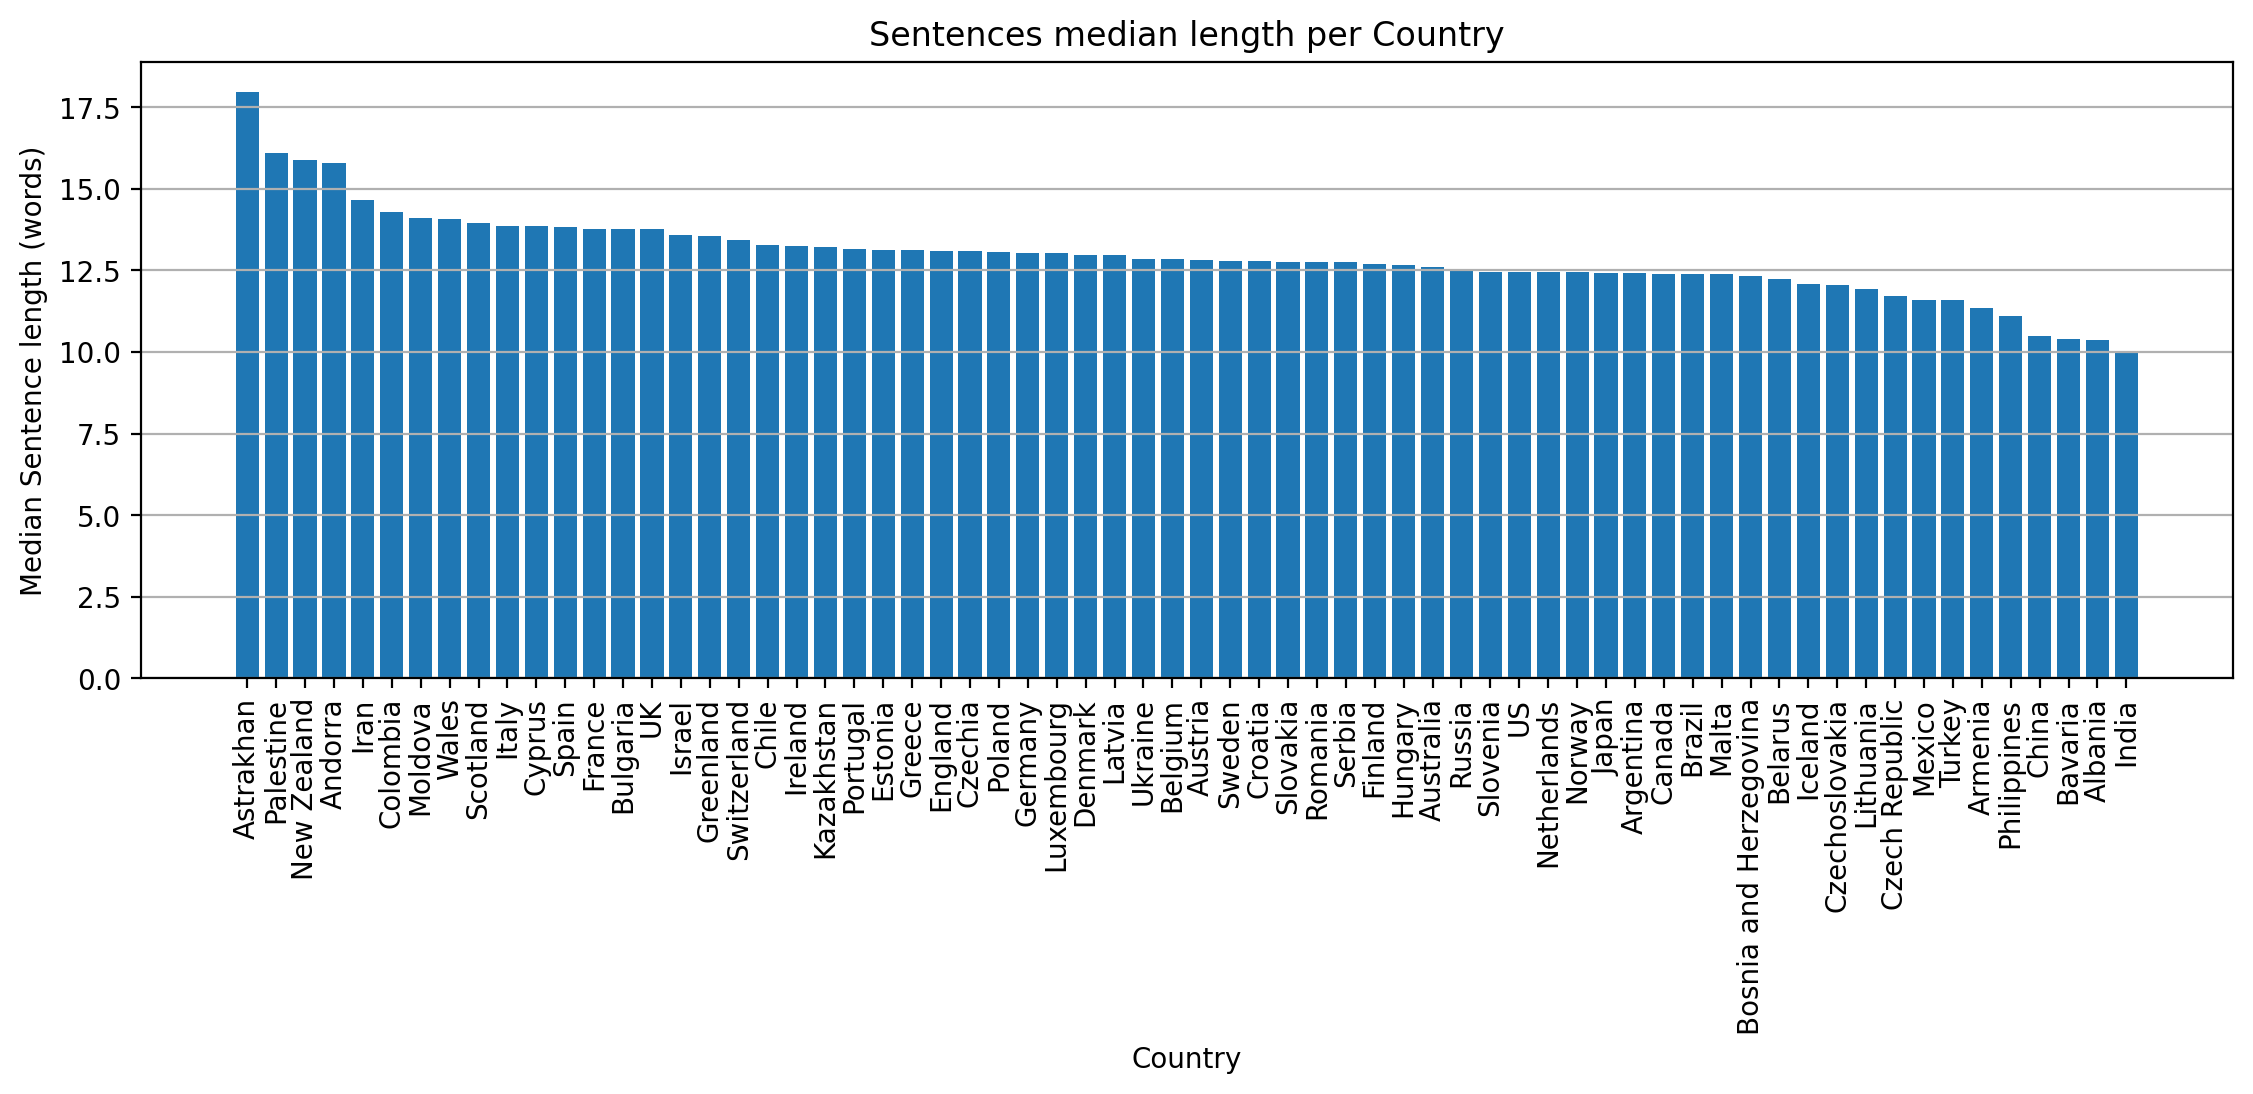 Sentences median length per Country
Median Sentence length (words)
17.5
15.0
12.5
10.0
7.5
5.0
2.5
0.0
Astrakhan
Palestine
New Zealand
Andorra
Iran
Colombia
Moldova
Wales
Scotland
Italy
Cyprus
Spain
France
Bulgaria
UK
Israel
Greenland
Switzerland
Chile
Ireland
Kazakhstan
Portugal
Estonia
Greece
England
Czechia
Poland
Germany
Luxembourg
Denmark
Latvia
Ukraine
Belgium
Austria
Sweden
Croatia
Slovakia
Romania
Serbia
Finland
Hungary
Australia
Russia
Slovenia
US
Netherlands
Norway
Japan
Argentina
Canada
Brazil
Malta
Bosnia and Herzegovina
Belarus
Iceland
Czechoslovakia
Lithuania
Czech Republic
Mexico
Turkey
Armenia
Philippines
China
Bavaria
Albania
India
Country